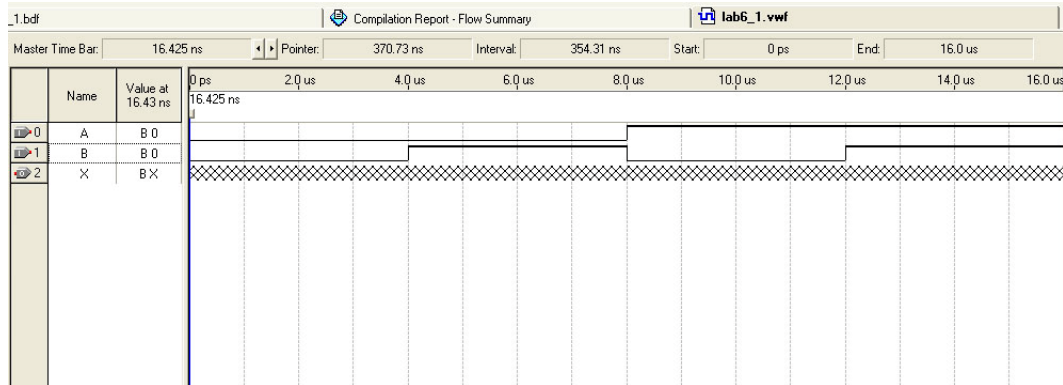 _1.bdf Compilation Report - Flow Summary lab6_1.vwf
Master Time Bar: 16.425 ns Pointer: 370.73 ns Interval: 354.31 ns Start: 0 ps End: 16.0 us
Name Value at 16.43 ns
0 ps 2.0 us 4.0 us 6.0 us 8.0 us 10.0 us 12.0 us 14.0 us 16.0 us
16.425 ns
0 A B 0
1 B B 0
2 X B X